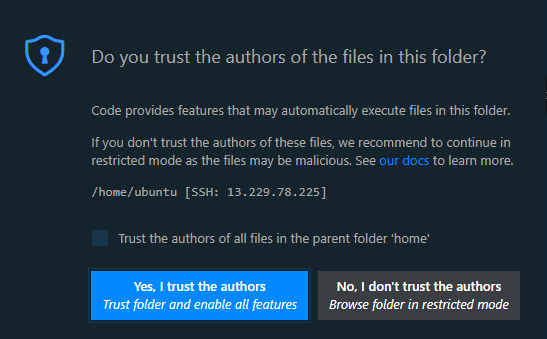 Do you trust the authors of the files in this folder?
Code provides features that may automatically execute files in this folder.
If you don't trust the authors of these files, we recommend to continue in
restricted mode as the files may be malicious. See our docs to learn more.
/home/ubuntu [SSH: 13.229.78.225]
Trust the authors of all files in the parent folder 'home'
Yes, I trust the authors
Trust folder and enable all features
No, I don't trust the authors
Browse folder in restricted mode